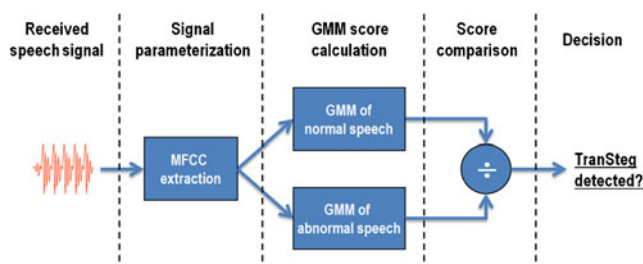 Received
speech signal
Signal
parameterization
GMM score
calculation
Score
comparison
Decision
MFCC
extraction
GMM of
normal speech
GMM of
abnormal speech
÷
TranSteg
detected?